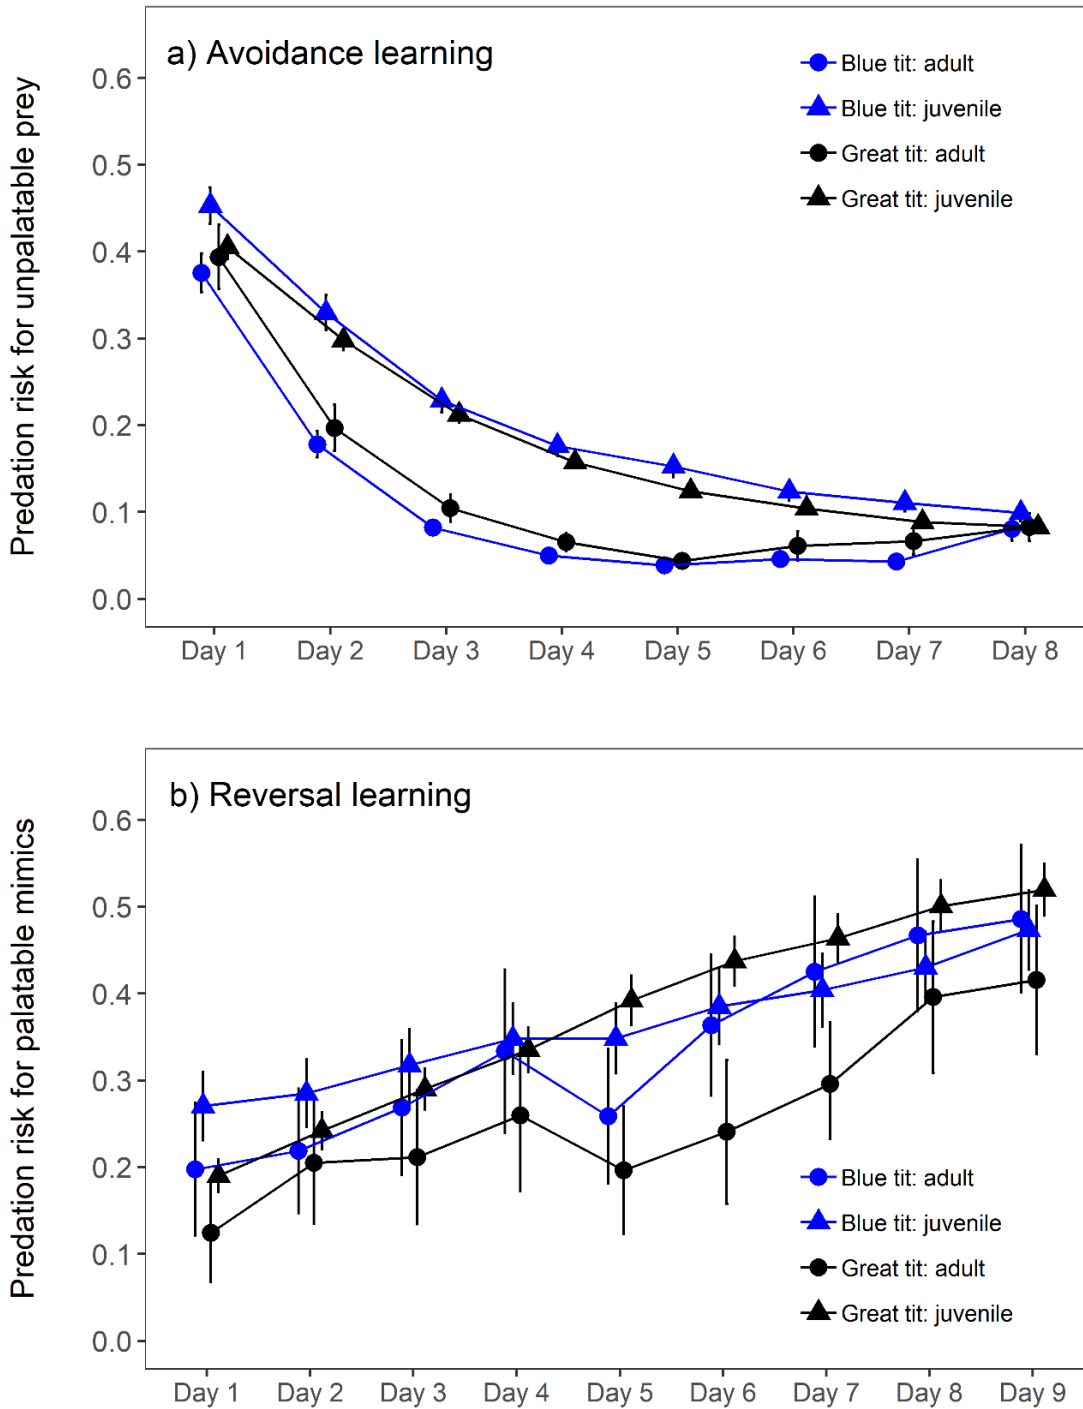 a) Avoidance learning
Blue tit: adult
Blue tit: juvenile
Great tit: adult
Great tit: juvenile
Predation risk for unpalatable prey
0.6
0.5
0.4
0.3
0.2
0.1
0.0
Day 1 Day 2 Day 3 Day 4 Day 5 Day 6 Day 7 Day 8
b) Reversal learning
Predation risk for palatable mimics
0.6
0.5
0.4
0.3
0.2
0.1
0.0
Blue tit: adult
Blue tit: juvenile
Great tit: adult
Great tit: juvenile
Day 1 Day 2 Day 3 Day 4 Day 5 Day 6 Day 7 Day 8 Day 9